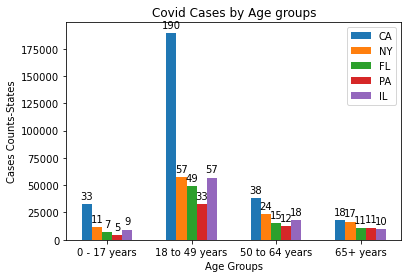 Covid Cases by Age groups
190
175000
150000
125000
100000
75000
50000
25000
0
Cases Counts-States
33
11
7
5
9
57
49
33
57
38
24
15
12
18
18
17
11
11
10
CA
NY
FL
PA
IL
0 - 17 years
18 to 49 years
50 to 64 years
65+ years
Age Groups